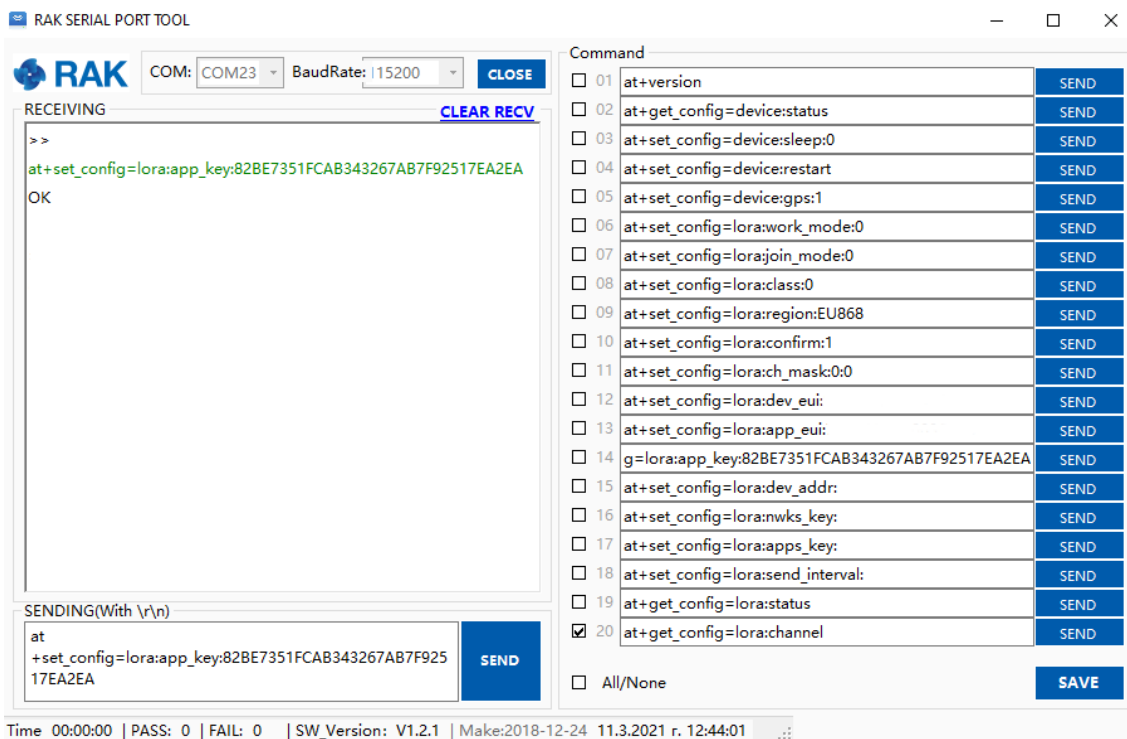 RAK SERIAL PORT TOOL
RAK COM: COM23 BaudRate: 115200 CLOSE
RECEIVING CLEAR RECV
>>
at+set_config=lora:app_key:82BE7351FCAB343267AB7F92517EA2EA
OK
SENDING(With \r\n)
at
+set_config=lora:app_key:82BE7351FCAB343267AB7F925
17EA2EA
SEND
Command
01 at+version SEND
02 at+get_config=device:status SEND
03 at+set_config=device:sleep:0 SEND
04 at+set_config=device:restart SEND
05 at+set_config=device:gps:1 SEND
06 at+set_config=lora:work_mode:0 SEND
07 at+set_config=lora:join_mode:0 SEND
08 at+set_config=lora:class:0 SEND
09 at+set_config=lora:region:EU868 SEND
10 at+set_config=lora:confirm:1 SEND
11 at+set_config=lora:ch_mask:0:0 SEND
12 at+set_config=lora:dev_eui: SEND
13 at+set_config=lora:app_eui: SEND
14 g=lora:app_key:82BE7351FCAB343267AB7F92517EA2EA SEND
15 at+set_config=lora:dev_addr: SEND
16 at+set_config=lora:nwks_key: SEND
17 at+set_config=lora:apps_key: SEND
18 at+set_config=lora:send_interval: SEND
19 at+get_config=lora:status SEND
20 at+get_config=lora:channel SEND
All/None SAVE
Time 00:00:00 | PASS: 0 | FAIL: 0 | SW_Version: V1.2.1 | Make:2018-12-24 11.3.2021 г. 12:44:01